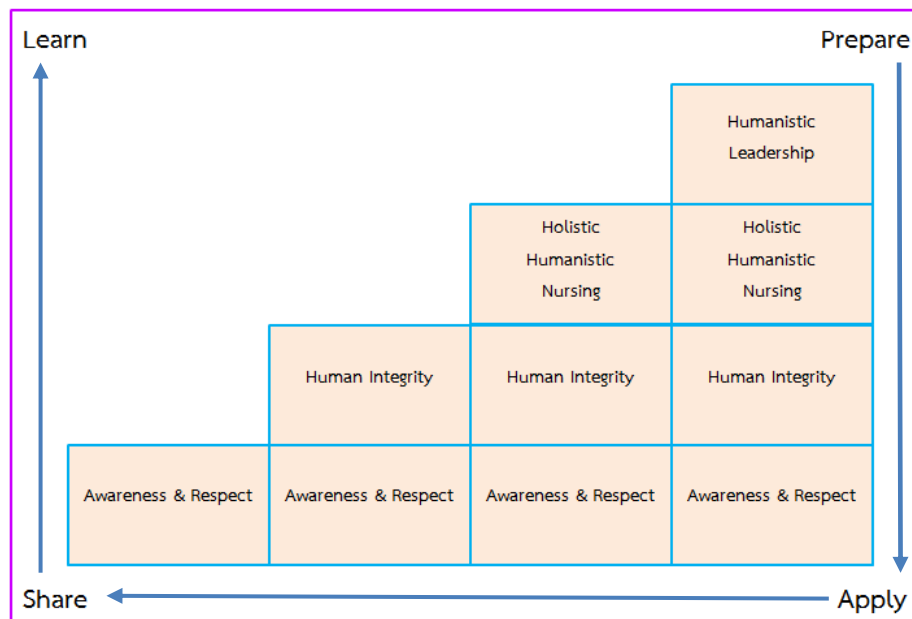 Learn
Prepare
Humanistic
Leadership
Holistic
Humanistic
Nursing
Holistic
Humanistic
Nursing
Human Integrity
Human Integrity
Human Integrity
Awareness & Respect
Awareness & Respect
Awareness & Respect
Awareness & Respect
Share
Apply